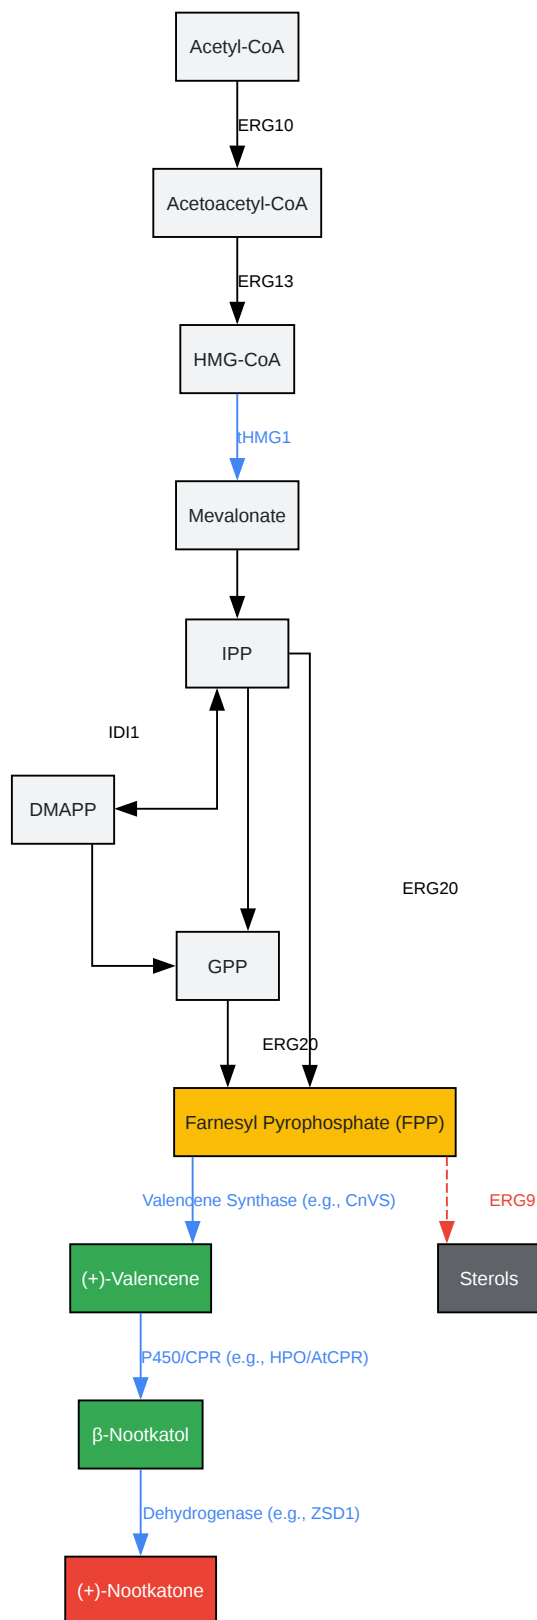 Acetyl-CoA
ERG10
Acetoacetyl-CoA
ERG13
HMG-CoA
tHMG1
Mevalonate
IPP
IDI1
DMAPP
ERG20
GPP
ERG20
Farnesyl Pyrophosphate (FPP)
Valencene Synthase (e.g., CnVS)
ERG9
(+)-Valencene
Sterols
P450/CPR (e.g., HPO/AtCPR)
β-Nootkatol
Dehydrogenase (e.g., ZSD1)
(+)-Nootkatone